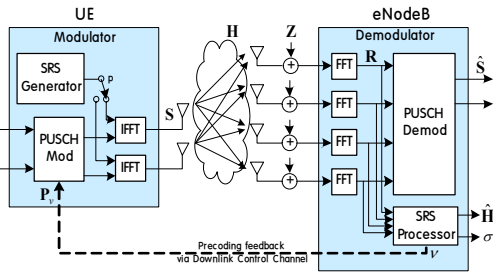 UE
H
eNodeB
Modulator
Z
Demodulator
SRS
Generator
p
S
FFT
R
Ŝ
PUSCH
Mod
IFFT
FFT
PUSCH
Demod
IFFT
FFT
P_v
FFT
SRS
Processor
Ĥ
σ
Precoding feedback
via Downlink Control Channel
ν